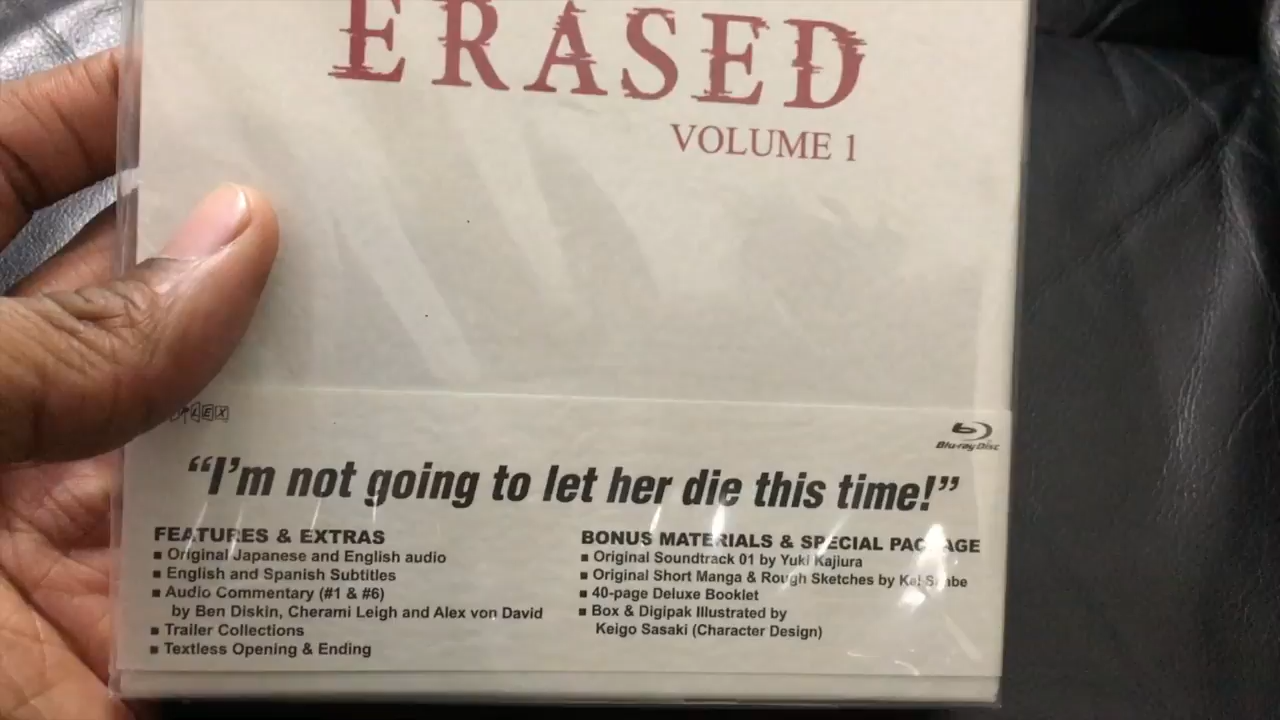 ERASED
VOLUME 1
Blu-ray Disc
“I’m not going to let her die this time!”
FEATURES & EXTRAS
■ Original Japanese and English audio
■ English and Spanish Subtitles
■ Audio Commentary (#1 & #6)
by Ben Diskin, Cherami Leigh and Alex von David
■ Trailer Collections
■ Textless Opening & Ending
BONUS MATERIALS & SPECIAL PACKAGE
■ Original Soundtrack 01 by Yuki Kajiura
■ Original Short Manga & Rough Sketches by Kei Sanbe
■ 40-page Deluxe Booklet
■ Box & Digipak Illustrated by
Keigo Sasaki (Character Design)